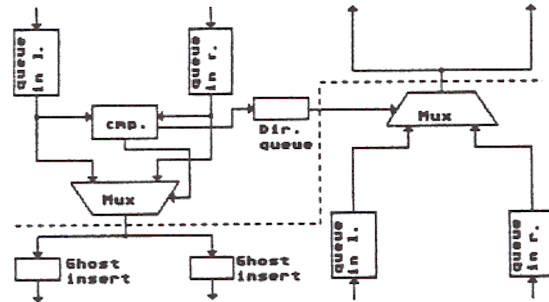 queue
in l.
queue
in r.
cmp.
Dir.
queue
Mux
Mux
queue
in l.
queue
in r.
Ghost
insert
Ghost
insert